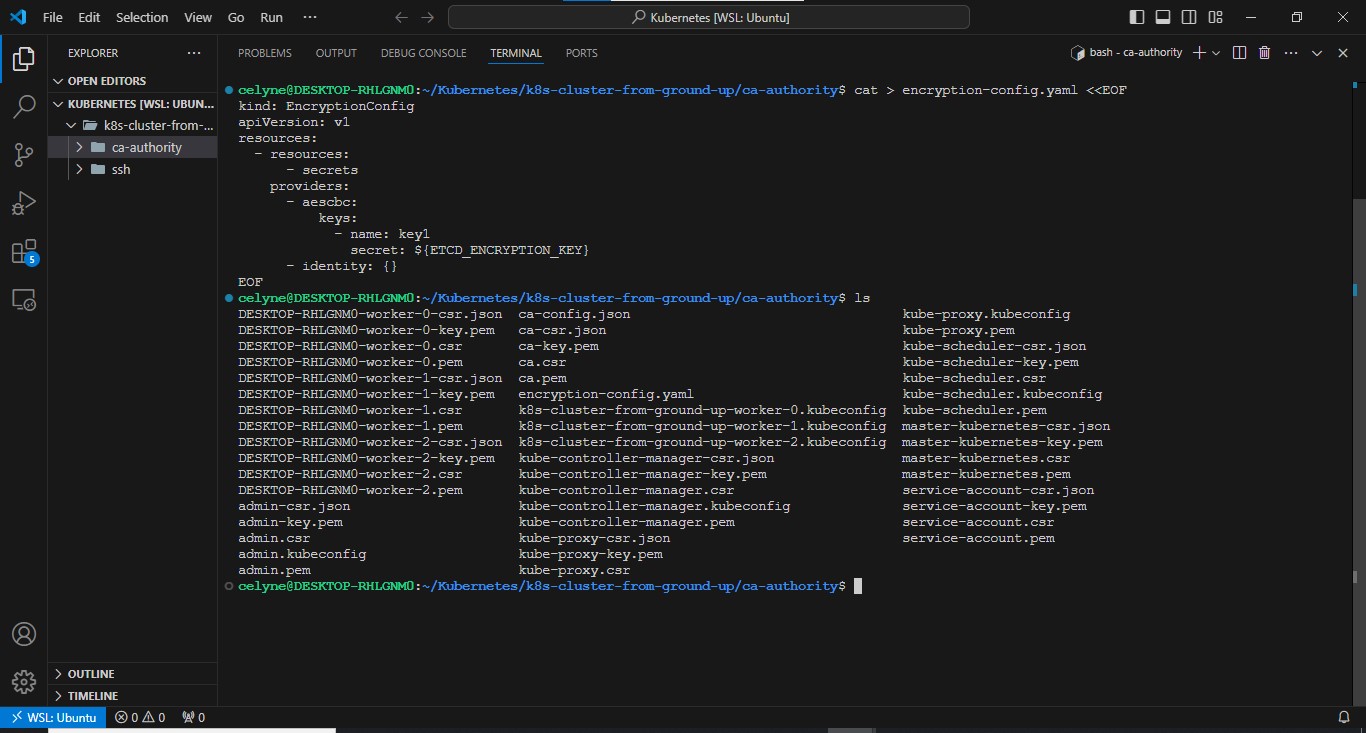 File Edit Selection View Go Run ··· Kubernetes [WSL: Ubuntu]
EXPLORER ···
OPEN EDITORS
KUBERNETES [WSL: UBUN...
k8s-cluster-from-...
ca-authority
ssh
OUTLINE
TIMELINE
5
PROBLEMS OUTPUT DEBUG CONSOLE TERMINAL PORTS bash - ca-authority
celyne@DESKTOP-RHLGNM0:~/Kubernetes/k8s-cluster-from-ground-up/ca-authority$ cat > encryption-config.yaml <<EOF
kind: EncryptionConfig
apiVersion: v1
resources:
  - resources:
      - secrets
    providers:
      - aescbc:
          keys:
            - name: key1
              secret: ${ETCD_ENCRYPTION_KEY}
      - identity: {}
EOF
celyne@DESKTOP-RHLGNM0:~/Kubernetes/k8s-cluster-from-ground-up/ca-authority$ ls
DESKTOP-RHLGNM0-worker-0-csr.json ca-config.json kube-proxy.kubeconfig
DESKTOP-RHLGNM0-worker-0-key.pem ca-csr.json kube-proxy.pem
DESKTOP-RHLGNM0-worker-0.csr ca-key.pem kube-scheduler-csr.json
DESKTOP-RHLGNM0-worker-0.pem ca.csr kube-scheduler-key.pem
DESKTOP-RHLGNM0-worker-1-csr.json ca.pem kube-scheduler.csr
DESKTOP-RHLGNM0-worker-1-key.pem encryption-config.yaml kube-scheduler.kubeconfig
DESKTOP-RHLGNM0-worker-1.csr k8s-cluster-from-ground-up-worker-0.kubeconfig kube-scheduler.pem
DESKTOP-RHLGNM0-worker-1.pem k8s-cluster-from-ground-up-worker-1.kubeconfig master-kubernetes-csr.json
DESKTOP-RHLGNM0-worker-2-csr.json k8s-cluster-from-ground-up-worker-2.kubeconfig master-kubernetes-key.pem
DESKTOP-RHLGNM0-worker-2-key.pem kube-controller-manager-csr.json master-kubernetes.csr
DESKTOP-RHLGNM0-worker-2.csr kube-controller-manager-key.pem master-kubernetes.pem
DESKTOP-RHLGNM0-worker-2.pem kube-controller-manager.csr service-account-csr.json
admin-csr.json kube-controller-manager.kubeconfig service-account-key.pem
admin-key.pem kube-controller-manager.pem service-account.csr
admin.csr kube-proxy-csr.json service-account.pem
admin.kubeconfig kube-proxy-key.pem
admin.pem kube-proxy.csr
celyne@DESKTOP-RHLGNM0:~/Kubernetes/k8s-cluster-from-ground-up/ca-authority$
WSL: Ubuntu 0 0 0